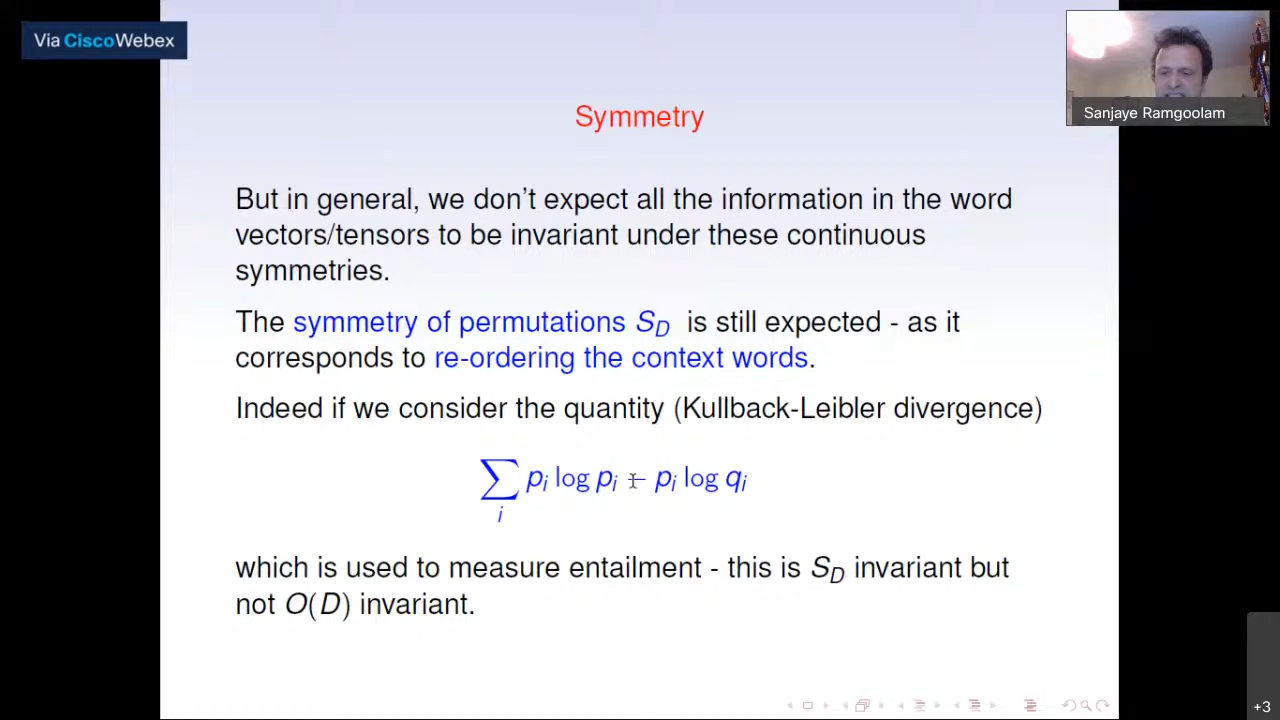 Via CiscoWebex
Sanjaye Ramgoolam
Symmetry
But in general, we don't expect all the information in the word
vectors/tensors to be invariant under these continuous
symmetries.
The symmetry of permutations S_D is still expected - as it
corresponds to re-ordering the context words.
Indeed if we consider the quantity (Kullback-Leibler divergence)
∑_i p_i log p_i − p_i log q_i
which is used to measure entailment - this is S_D invariant but
not O(D) invariant.
+3